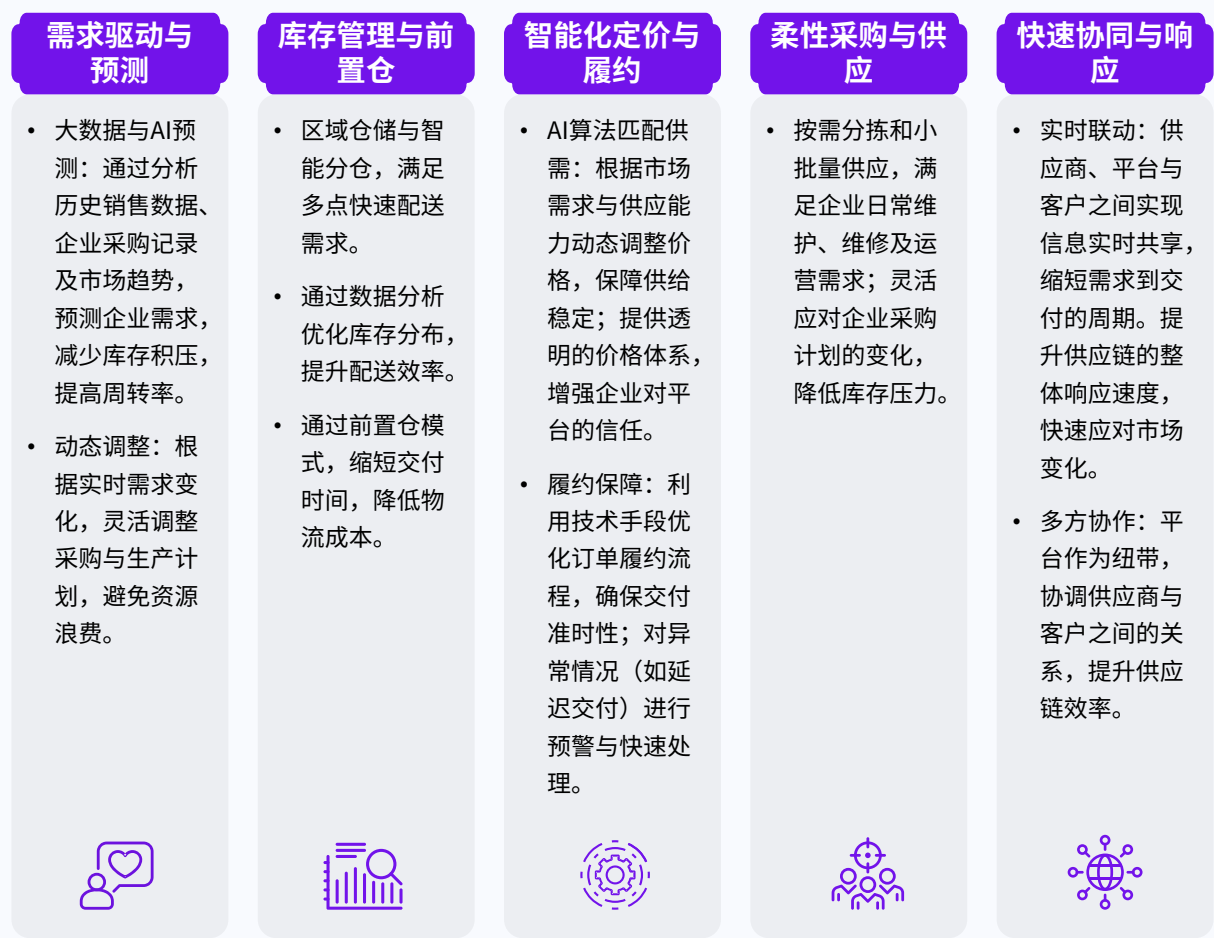 需求驱动与
预测
• 大数据与AI预
测：通过分析
历史销售数据、
企业采购记录
及市场趋势，
预测企业需求，
减少库存积压，
提高周转率。
• 动态调整：根
据实时需求变
化，灵活调整
采购与生产计
划，避免资源
浪费。
库存管理与前
置仓
• 区域仓储与智
能分仓，满足
多点快速配送
需求。
• 通过数据分析
优化库存分布，
提升配送效率。
• 通过前置仓模
式，缩短交付
时间，降低物
流成本。
智能化定价与
履约
• AI算法匹配供
需：根据市场
需求与供应能
力动态调整价
格，保障供给
稳定；提供透
明的价格体系，
增强企业对平
台的信任。
• 履约保障：利
用技术手段优
化订单履约流
程，确保交付
准时性；对异
常情况（如延
迟交付）进行
预警与快速处
理。
柔性采购与供
应
• 按需分拣和小
批量供应，满
足企业日常维
护、维修及运
营需求；灵活
应对企业采购
计划的变化，
降低库存压力。
快速协同与响
应
• 实时联动：供
应商、平台与
客户之间实现
信息实时共享，
缩短需求到交
付的周期。提
升供应链的整
体响应速度，
快速应对市场
变化。
• 多方协作：平
台作为纽带，
协调供应商与
客户之间的关
系，提升供应
链效率。